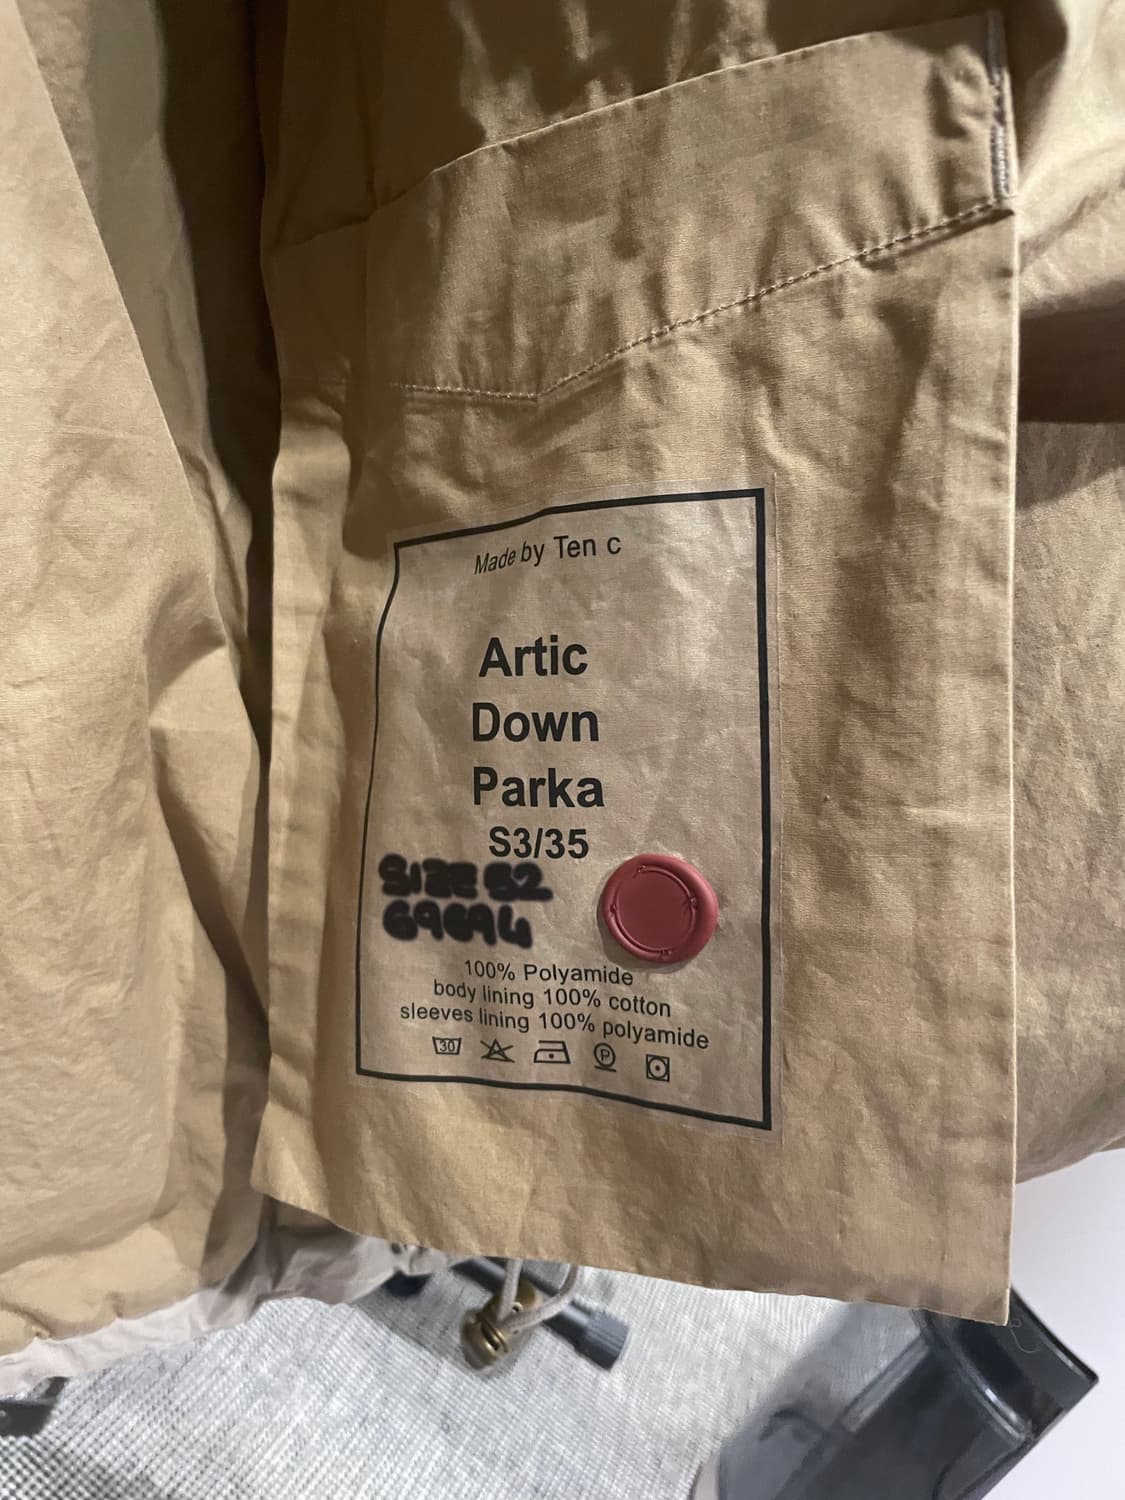 Made by Ten c
Artic
Down
Parka
S3/35
SIZE 52
69694
100% Polyamide
body lining 100% cotton
sleeves lining 100% polyamide
30
P